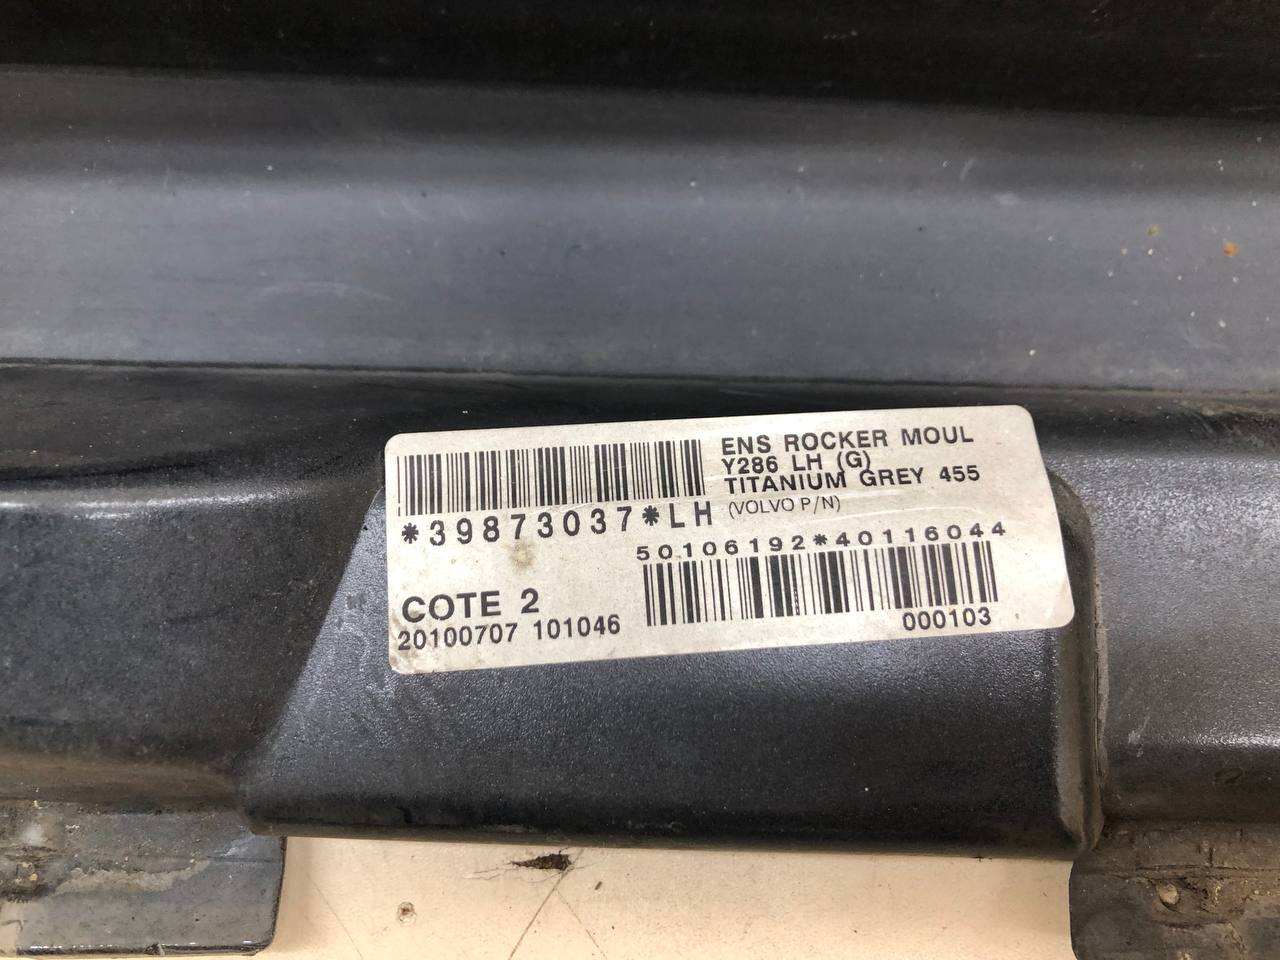 ENS ROCKER MOUL
Y286 LH (G)
TITANIUM GREY 455
*39873037*LH
(VOLVO P/N)
50106192*40116044
COTE 2
20100707 101046
000103